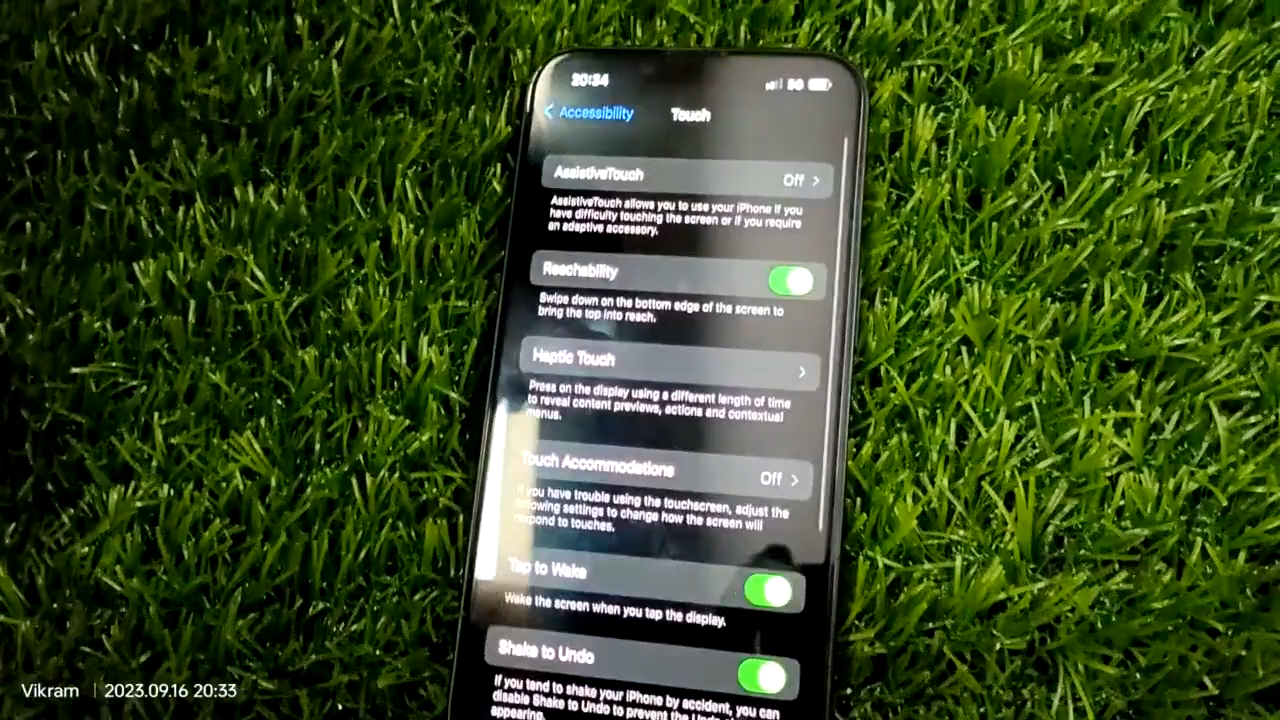 20:34
5G
Accessibility
Touch
AssistiveTouch
Off
AssistiveTouch allows you to use your iPhone if you
have difficulty touching the screen or if you require
an adaptive accessory.
Reachability
Swipe down on the bottom edge of the screen to
bring the top into reach.
Haptic Touch
Press on the display using a different length of time
to reveal content previews, actions and contextual
menus.
Touch Accommodations
Off
If you have trouble using the touchscreen, adjust the
following settings to change how the screen will
respond to touches.
Tap to Wake
Wake the screen when you tap the display.
Shake to Undo
If you tend to shake your iPhone by accident, you can
disable Shake to Undo to prevent the Undo
appearing.
Vikram | 2023.09.16 20:33